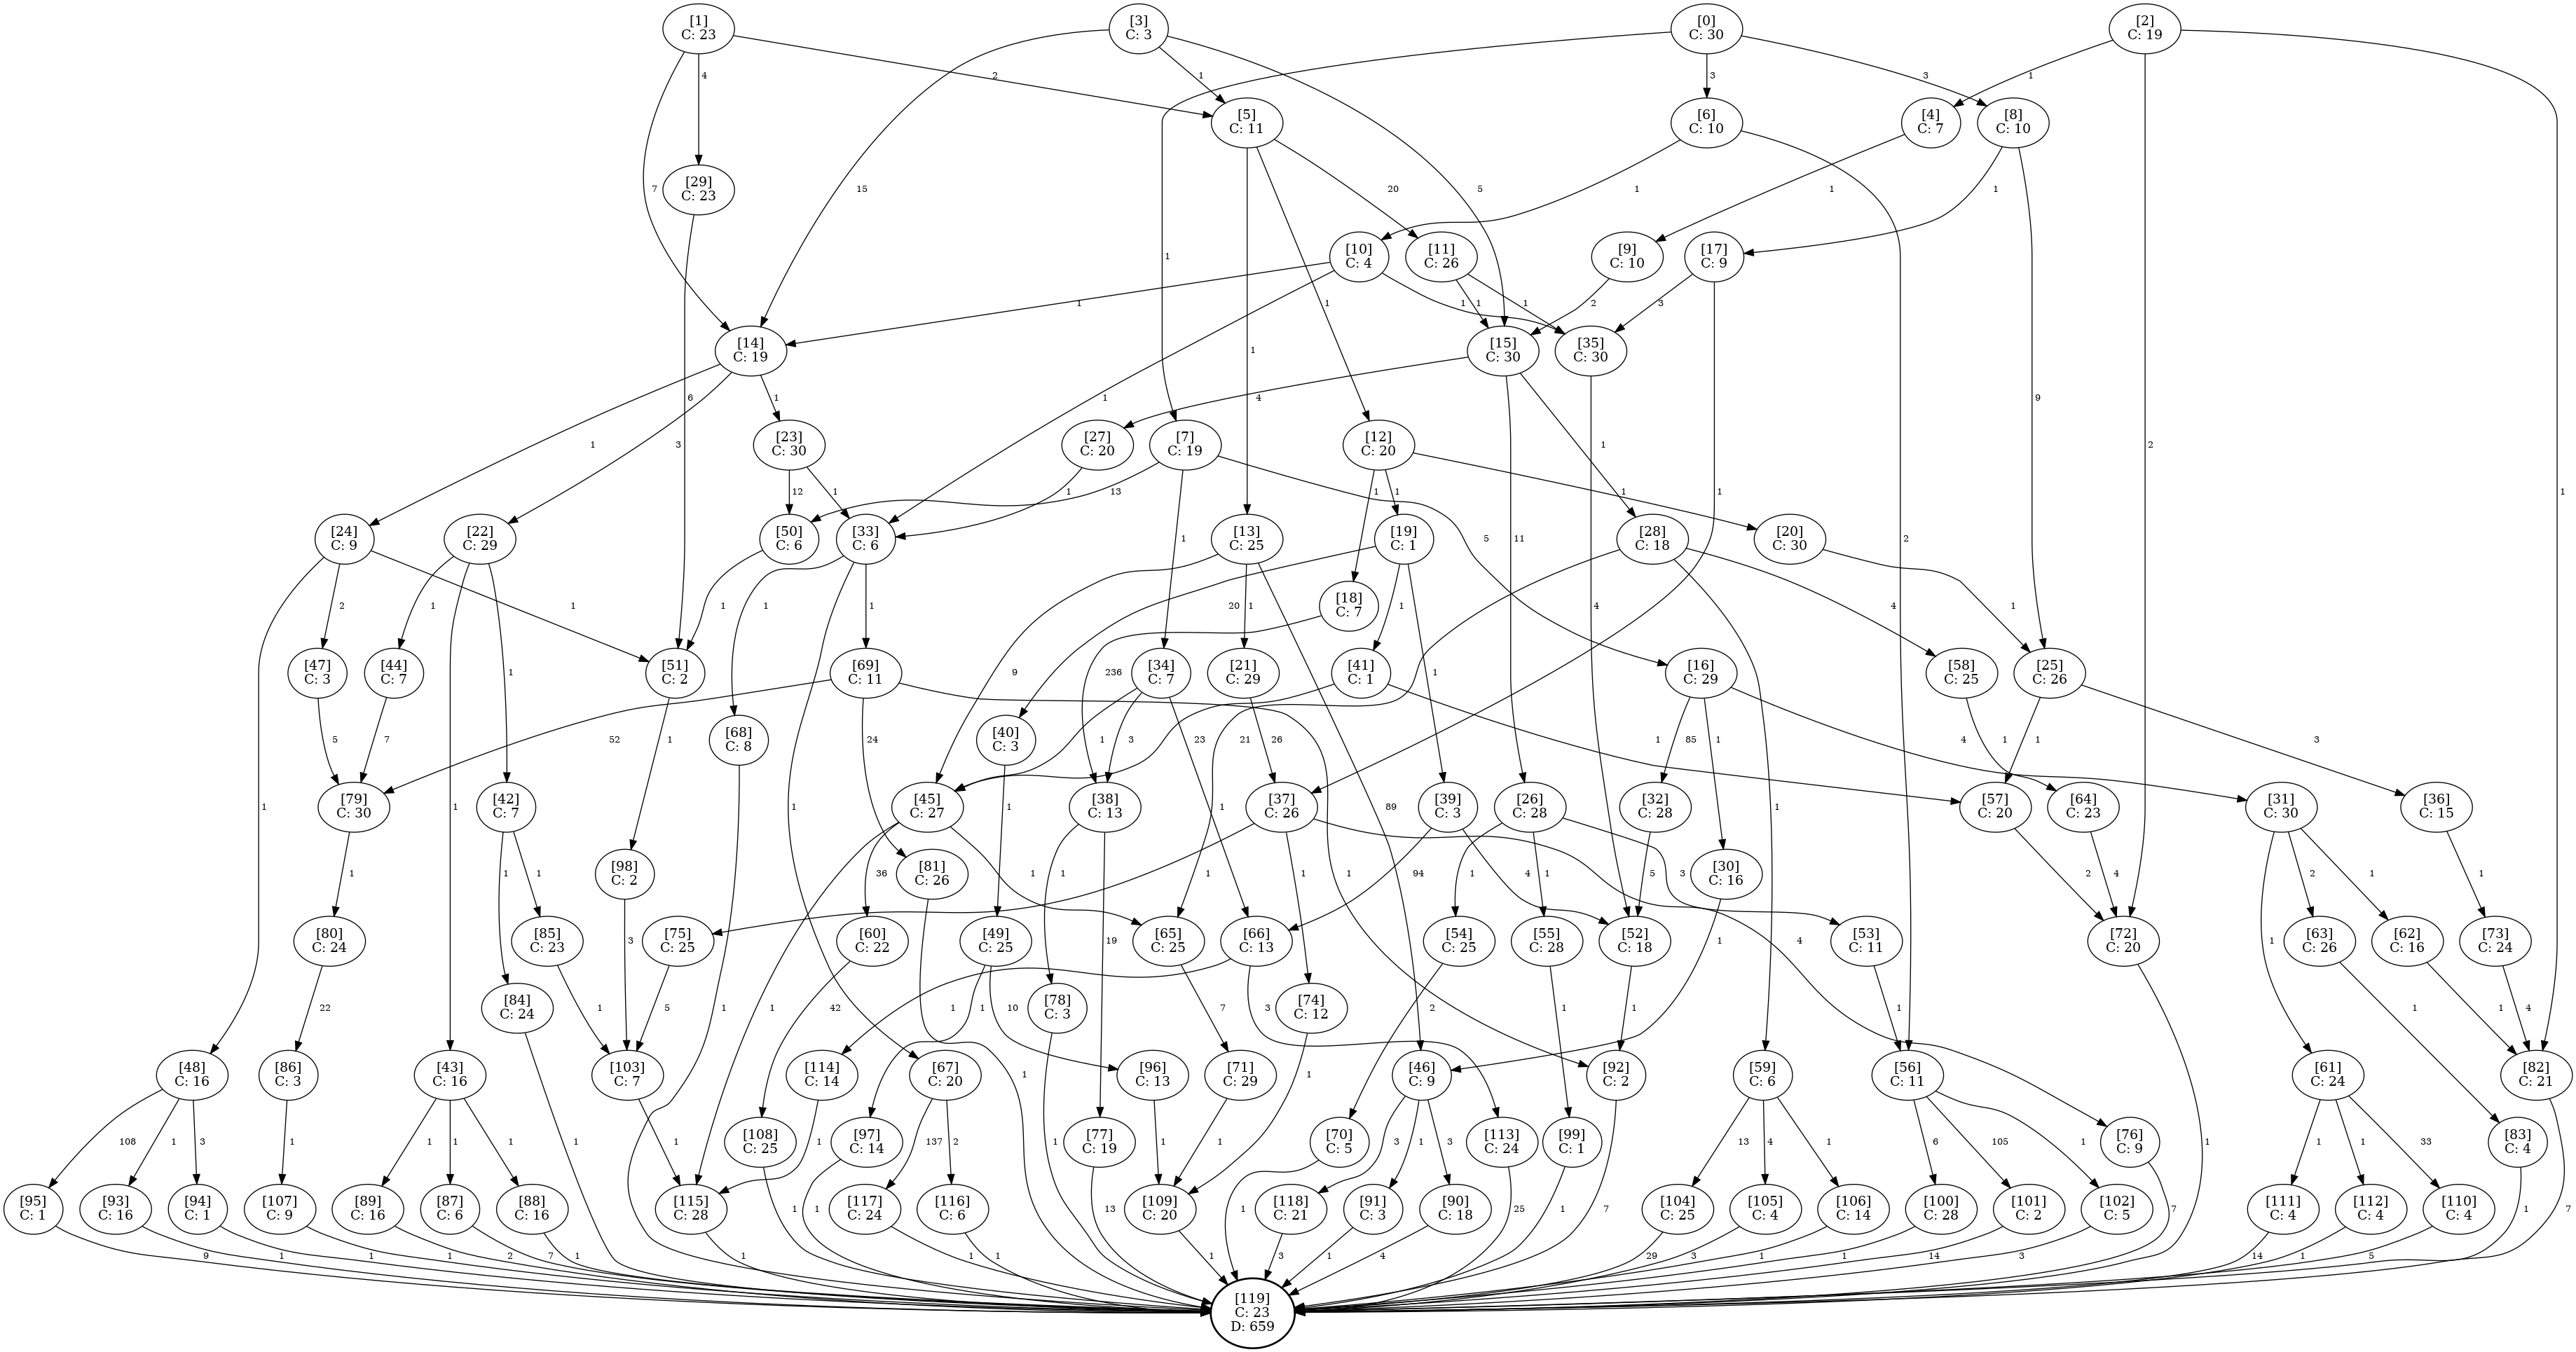 [1]
C: 23
[3]
C: 3
[0]
C: 30
[2]
C: 19
4
2
1
3
3
1
[5]
C: 11
[6]
C: 10
[4]
C: 7
[8]
C: 10
[29]
C: 23
7
15
20
5
1
1
1
[10]
C: 4
[11]
C: 26
[9]
C: 10
[17]
C: 9
1
1
1
1
1
2
3
[14]
C: 19
[15]
C: 30
[35]
C: 30
1
6
1
4
9
1
3
1
1
2
[23]
C: 30
[27]
C: 20
[7]
C: 19
[12]
C: 20
12
1
1
13
1
1
1
[24]
C: 9
[22]
C: 29
[50]
C: 6
[33]
C: 6
[13]
C: 25
[19]
C: 1
[28]
C: 18
[20]
C: 30
1
5
11
1
2
2
1
1
1
1
1
20
1
[18]
C: 7
4
4
1
[47]
C: 3
[44]
C: 7
[51]
C: 2
[69]
C: 11
[34]
C: 7
[21]
C: 29
[41]
C: 1
[16]
C: 29
[58]
C: 25
[25]
C: 26
1
9
236
1
5
7
52
1
[68]
C: 8
24
[40]
C: 3
1
3
23
26
21
1
85
1
4
1
1
3
[79]
C: 30
[42]
C: 7
[45]
C: 27
[38]
C: 13
[37]
C: 26
[39]
C: 3
[26]
C: 28
[32]
C: 28
[57]
C: 20
[64]
C: 23
[31]
C: 30
[36]
C: 15
1
1
1
89
1
1
1
1
[98]
C: 2
[81]
C: 26
36
1
1
1
1
1
94
4
1
1
3
5
[30]
C: 16
2
4
2
1
1
[80]
C: 24
[85]
C: 23
[75]
C: 25
[60]
C: 22
[49]
C: 25
[65]
C: 25
[66]
C: 13
[54]
C: 25
[55]
C: 28
[52]
C: 18
[53]
C: 11
[72]
C: 20
[63]
C: 26
[62]
C: 16
[73]
C: 24
3
4
1
1
22
[84]
C: 24
1
5
1
1
42
1
1
10
[78]
C: 3
19
7
3
[74]
C: 12
2
1
1
1
1
1
1
4
[48]
C: 16
[86]
C: 3
[43]
C: 16
[103]
C: 7
[114]
C: 14
[67]
C: 20
[96]
C: 13
[71]
C: 29
[46]
C: 9
[92]
C: 2
[59]
C: 6
[56]
C: 11
[61]
C: 24
[82]
C: 21
1
1
108
1
3
1
1
1
1
1
1
1
[108]
C: 25
[97]
C: 14
137
2
1
1
[77]
C: 19
1
[70]
C: 5
3
1
3
[113]
C: 24
[99]
C: 1
13
4
1
6
105
1
[76]
C: 9
1
1
1
33
[83]
C: 4
[95]
C: 1
[93]
C: 16
[94]
C: 1
[107]
C: 9
[89]
C: 16
[87]
C: 6
[88]
C: 16
[115]
C: 28
[117]
C: 24
[116]
C: 6
[109]
C: 20
[118]
C: 21
[91]
C: 3
[90]
C: 18
[104]
C: 25
[105]
C: 4
[106]
C: 14
[100]
C: 28
[101]
C: 2
[102]
C: 5
[111]
C: 4
[112]
C: 4
[110]
C: 4
1
1
13
1
25
1
7
7
1
7
9
1
1
1
2
7
1
1
1
1
1
3
1
4
29
3
1
1
14
3
14
1
5
[119]
C: 23
D: 659